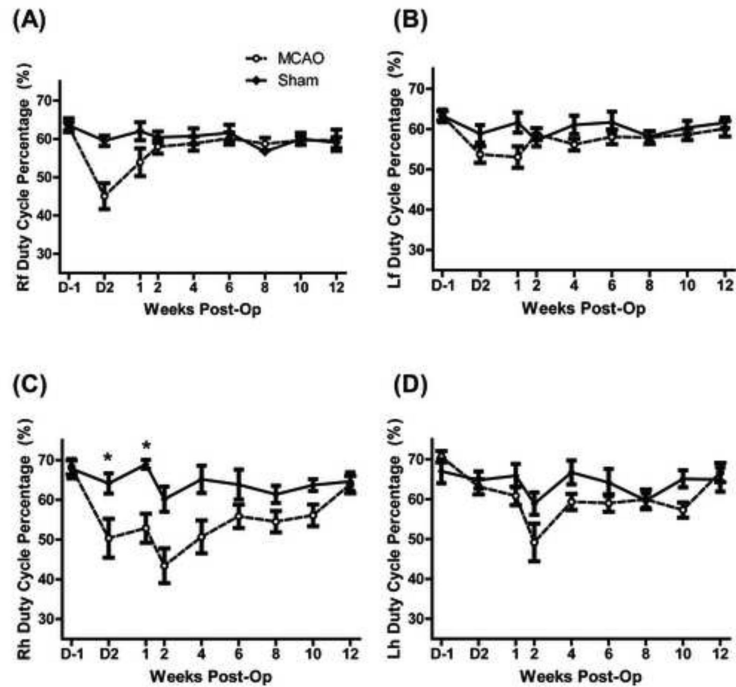 (A)
MCAO
Sham
Rf Duty Cycle Percentage (%)
70
60
50
40
30
D-1 D2 1 2 4 6 8 10 12
Weeks Post-Op
(B)
Lf Duty Cycle Percentage (%)
70
60
50
40
30
D-1 D2 1 2 4 6 8 10 12
Weeks Post-Op
(C)
Rh Duty Cycle Percentage (%)
70
60
50
40
30
* *
D-1 D2 1 2 4 6 8 10 12
Weeks Post-Op
(D)
Lh Duty Cycle Percentage (%)
70
60
50
40
30
D-1 D2 1 2 4 6 8 10 12
Weeks Post-Op